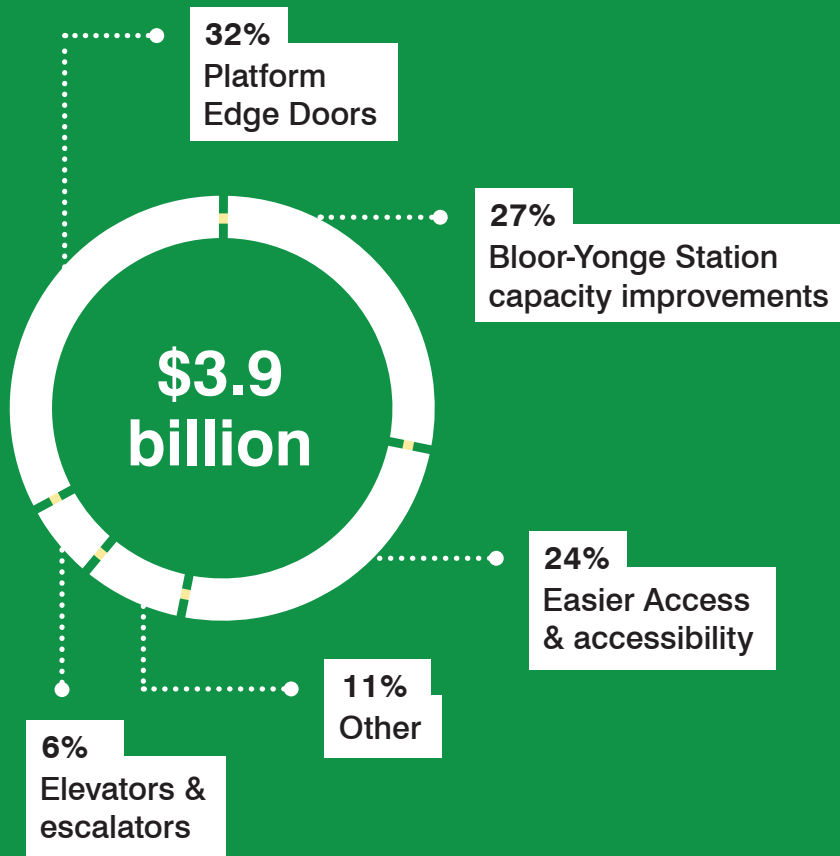 32%
Platform
Edge Doors
27%
Bloor-Yonge Station
capacity improvements
$3.9
billion
24%
Easier Access
& accessibility
11%
Other
6%
Elevators &
escalators